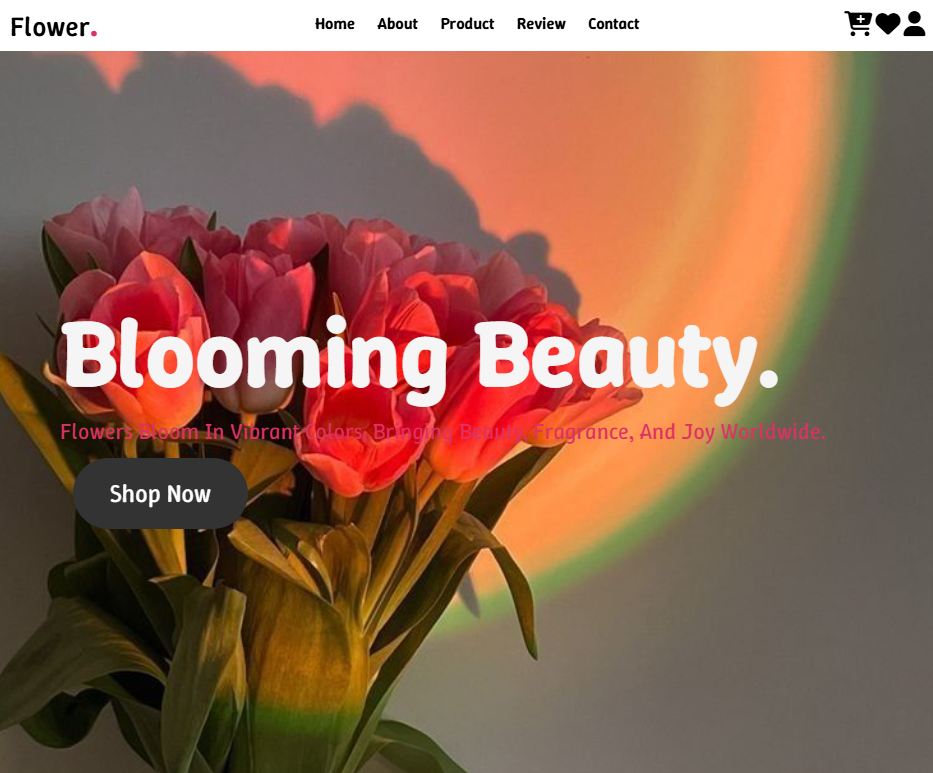 Flower.
Home About Product Review Contact
Blooming Beauty.
Flowers Bloom In Vibrant Colors, Bringing Beauty, Fragrance, And Joy Worldwide.
Shop Now